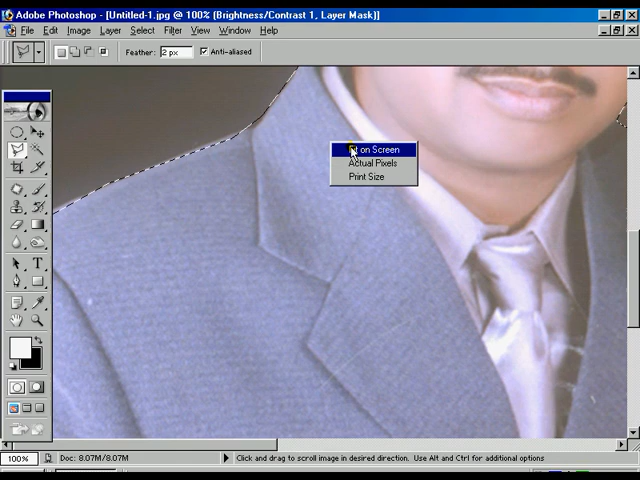 Adobe Photoshop - [Untitled-1.jpg @ 100% (Brightness/Contrast 1, Layer Mask)]
File Edit Image Layer Select Filter View Window Help
Feather: 2 px Anti-aliased
on Screen
Actual Pixels
Print Size
T
100% Doc: 8.07M/8.07M Click and drag to scroll image in desired direction. Use Alt and Ctrl for additional options